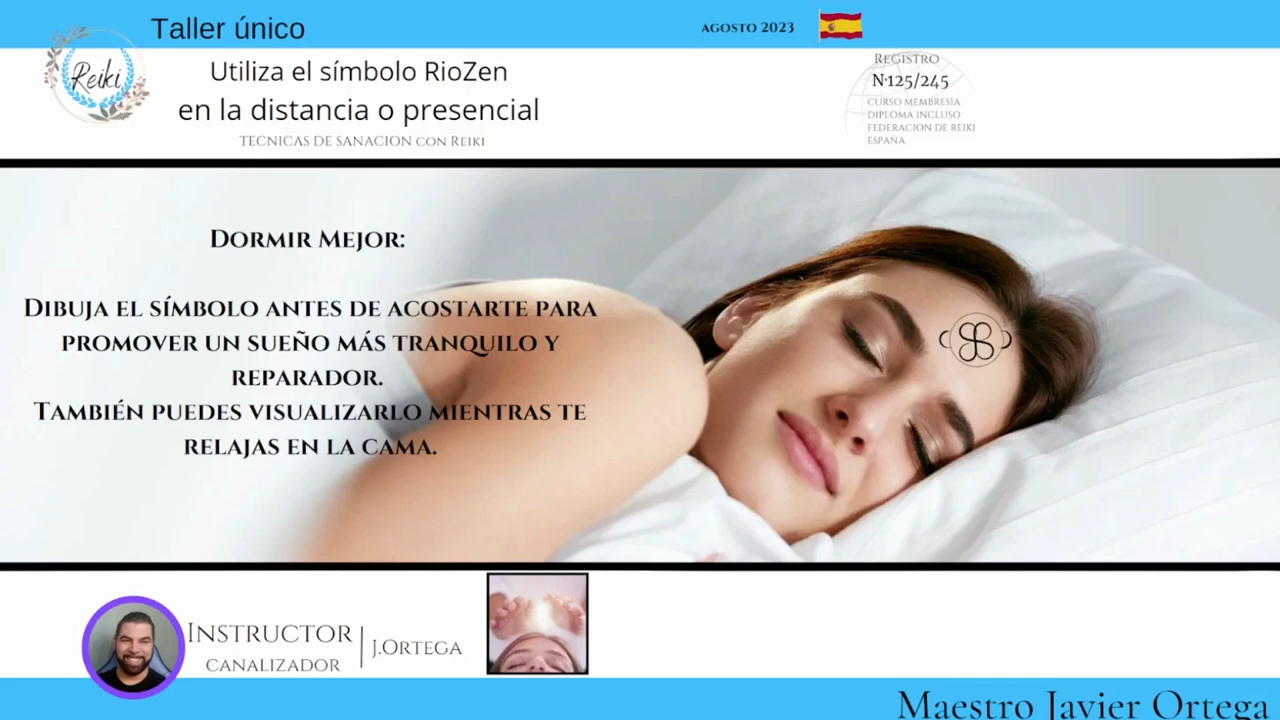 Taller único
AGOSTO 2023
Reiki
Utiliza el símbolo RioZen
en la distancia o presencial
TECNICAS DE SANACION CON REIKI
REGISTRO
Nº125/245
CURSO MEMBRESIA
DIPLOMA INCLUSO
FEDERACION DE REIKI
ESPAÑA
DORMIR MEJOR:
DIBUJA EL SÍMBOLO ANTES DE ACOSTARTE PARA
PROMOVER UN SUEÑO MÁS TRANQUILO Y
REPARADOR.
TAMBIÉN PUEDES VISUALIZARLO MIENTRAS TE
RELAJAS EN LA CAMA.
INSTRUCTOR
CANALIZADOR
J.ORTEGA
Maestro Javier Ortega